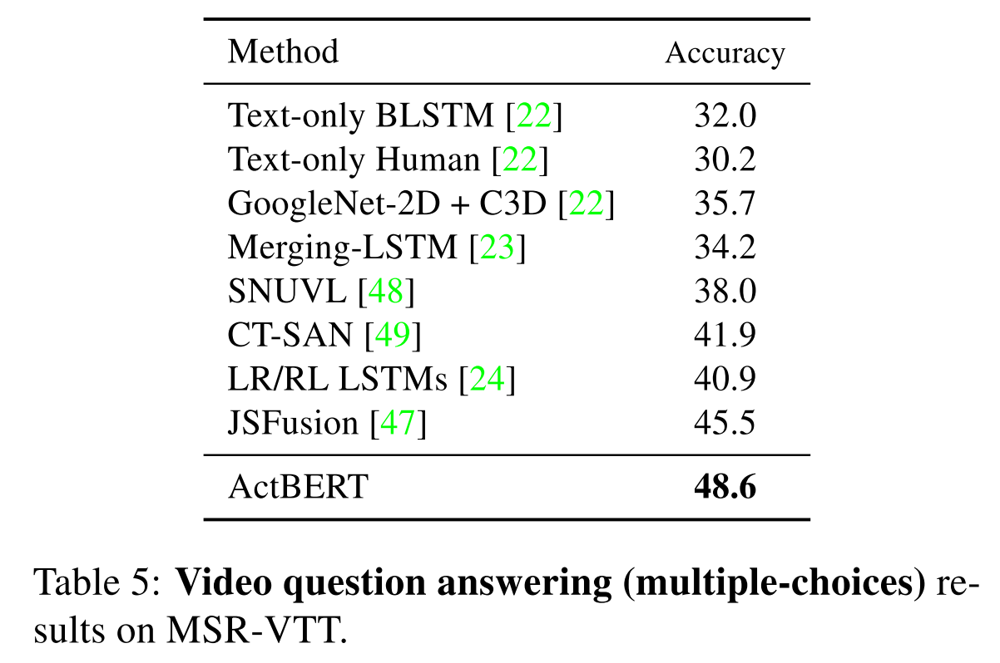 Method Accuracy
Text-only BLSTM [22] 32.0
Text-only Human [22] 30.2
GoogleNet-2D + C3D [22] 35.7
Merging-LSTM [23] 34.2
SNUVL [48] 38.0
CT-SAN [49] 41.9
LR/RL LSTMs [24] 40.9
JSFusion [47] 45.5
ActBERT 48.6
Table 5: Video question answering (multiple-choices) re-
sults on MSR-VTT.